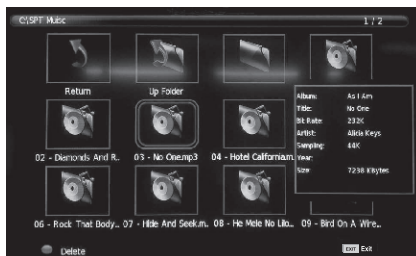 C:\SPT Muisc 1 / 2
Return Up Folder
Album: As I Am
Title: No One
Bit Rate: 232K
Artist: Alicia Keys
Sampling: 44K
Year:
Size: 7238 KBytes
02 - Diamonds And R.. 03 - No One.mp3 04 - Hotel California.m
06 - Rock That Body... 07 - Hide And Seek.m.. 08 - He Mele No Lilo... 09 - Bird On A Wire...
Delete EXIT Exit